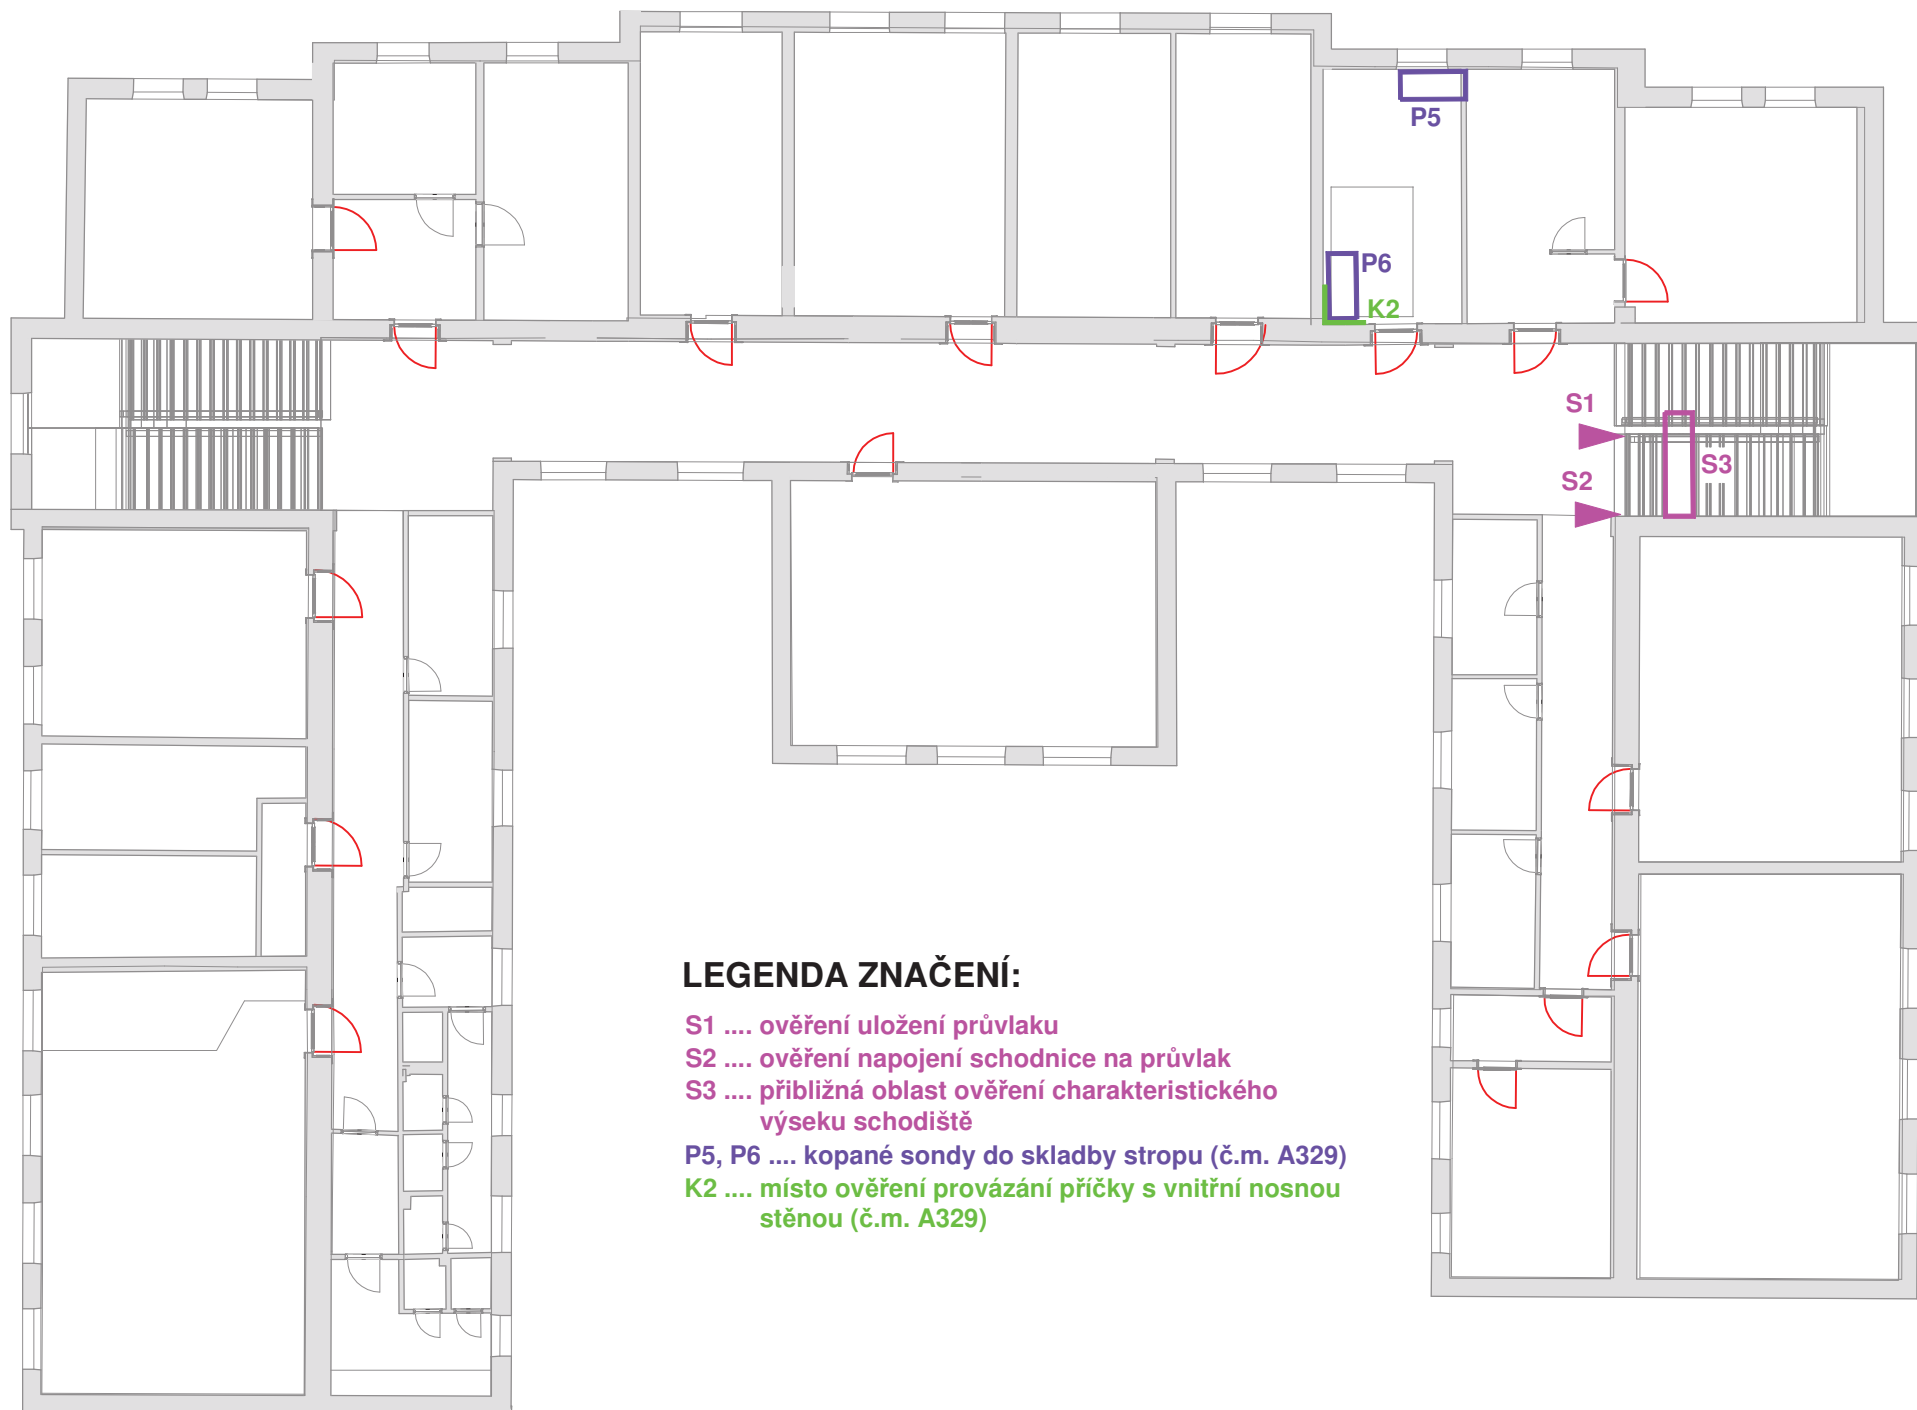 P5
P6
K2
S1
S3
S2
LEGENDA ZNAČENÍ:
S1 .... ověření uložení průvlaku
S2 .... ověření napojení schodnice na průvlak
S3 .... přibližná oblast ověření charakteristického
výseku schodiště
P5, P6 .... kopané sondy do skladby stropu (č.m. A329)
K2 .... místo ověření provázání příčky s vnitřní nosnou
stěnou (č.m. A329)